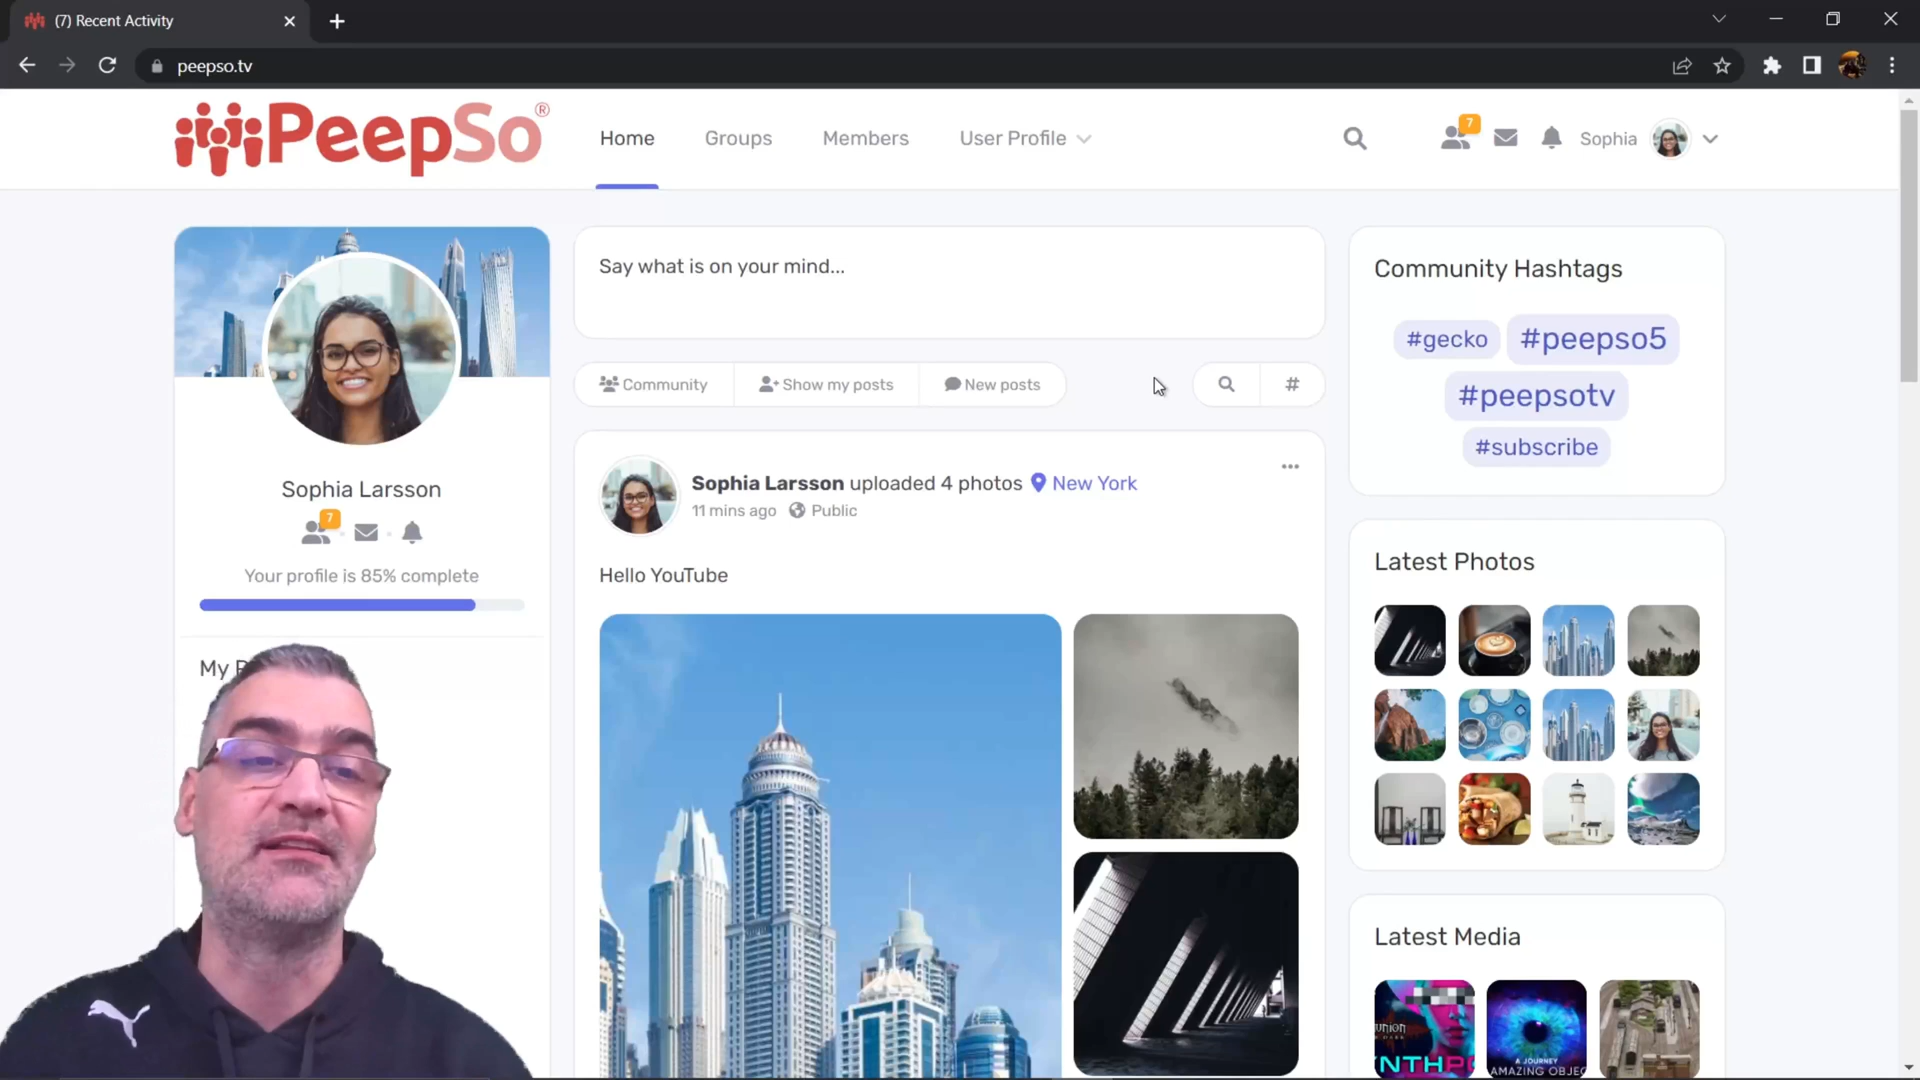 (7) Recent Activity
peepso.tv
PeepSo®
Home
Groups
Members
User Profile
7
Sophia
Say what is on your mind...
Community
Show my posts
New posts
#
Sophia Larsson
7
Your profile is 85% complete
My
Sophia Larsson uploaded 4 photos New York
11 mins ago Public
Hello YouTube
Community Hashtags
#gecko #peepso5
#peepsotv
#subscribe
Latest Photos
Latest Media
A JOURNEY